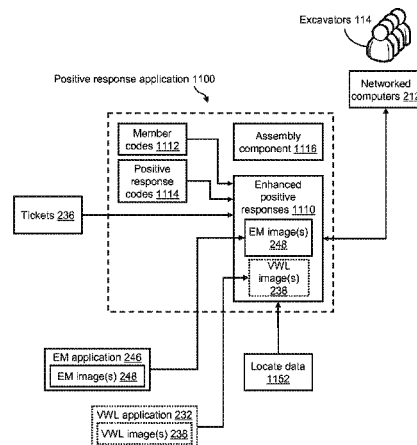 Excavators 114
Positive response application 1100
Networked
computers 212
Member
codes 1112
Assembly
component 1116
Positive
response
codes 1114
Enhanced
positive
responses 1110
Tickets 236
EM image(s)
248
VWL
image(s)
238
EM application 246
EM image(s) 248
Locate data
1152
VWL application 232
VWL image(s) 238